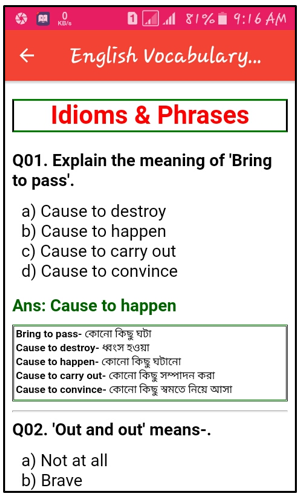 0
KB/s
1
81%
9:16 AM
English Vocabulary...
Idioms & Phrases
Q01. Explain the meaning of 'Bring
to pass'.
a) Cause to destroy
b) Cause to happen
c) Cause to carry out
d) Cause to convince
Ans: Cause to happen
Bring to pass- কোনো কিছু ঘটা
Cause to destroy- ধ্বংস হওয়া
Cause to happen- কোনো কিছু ঘটানো
Cause to carry out- কোনো কিছু সম্পাদন করা
Cause to convince- কোনো কিছু স্বমতে নিয়ে আসা
Q02. 'Out and out' means-.
a) Not at all
b) Brave